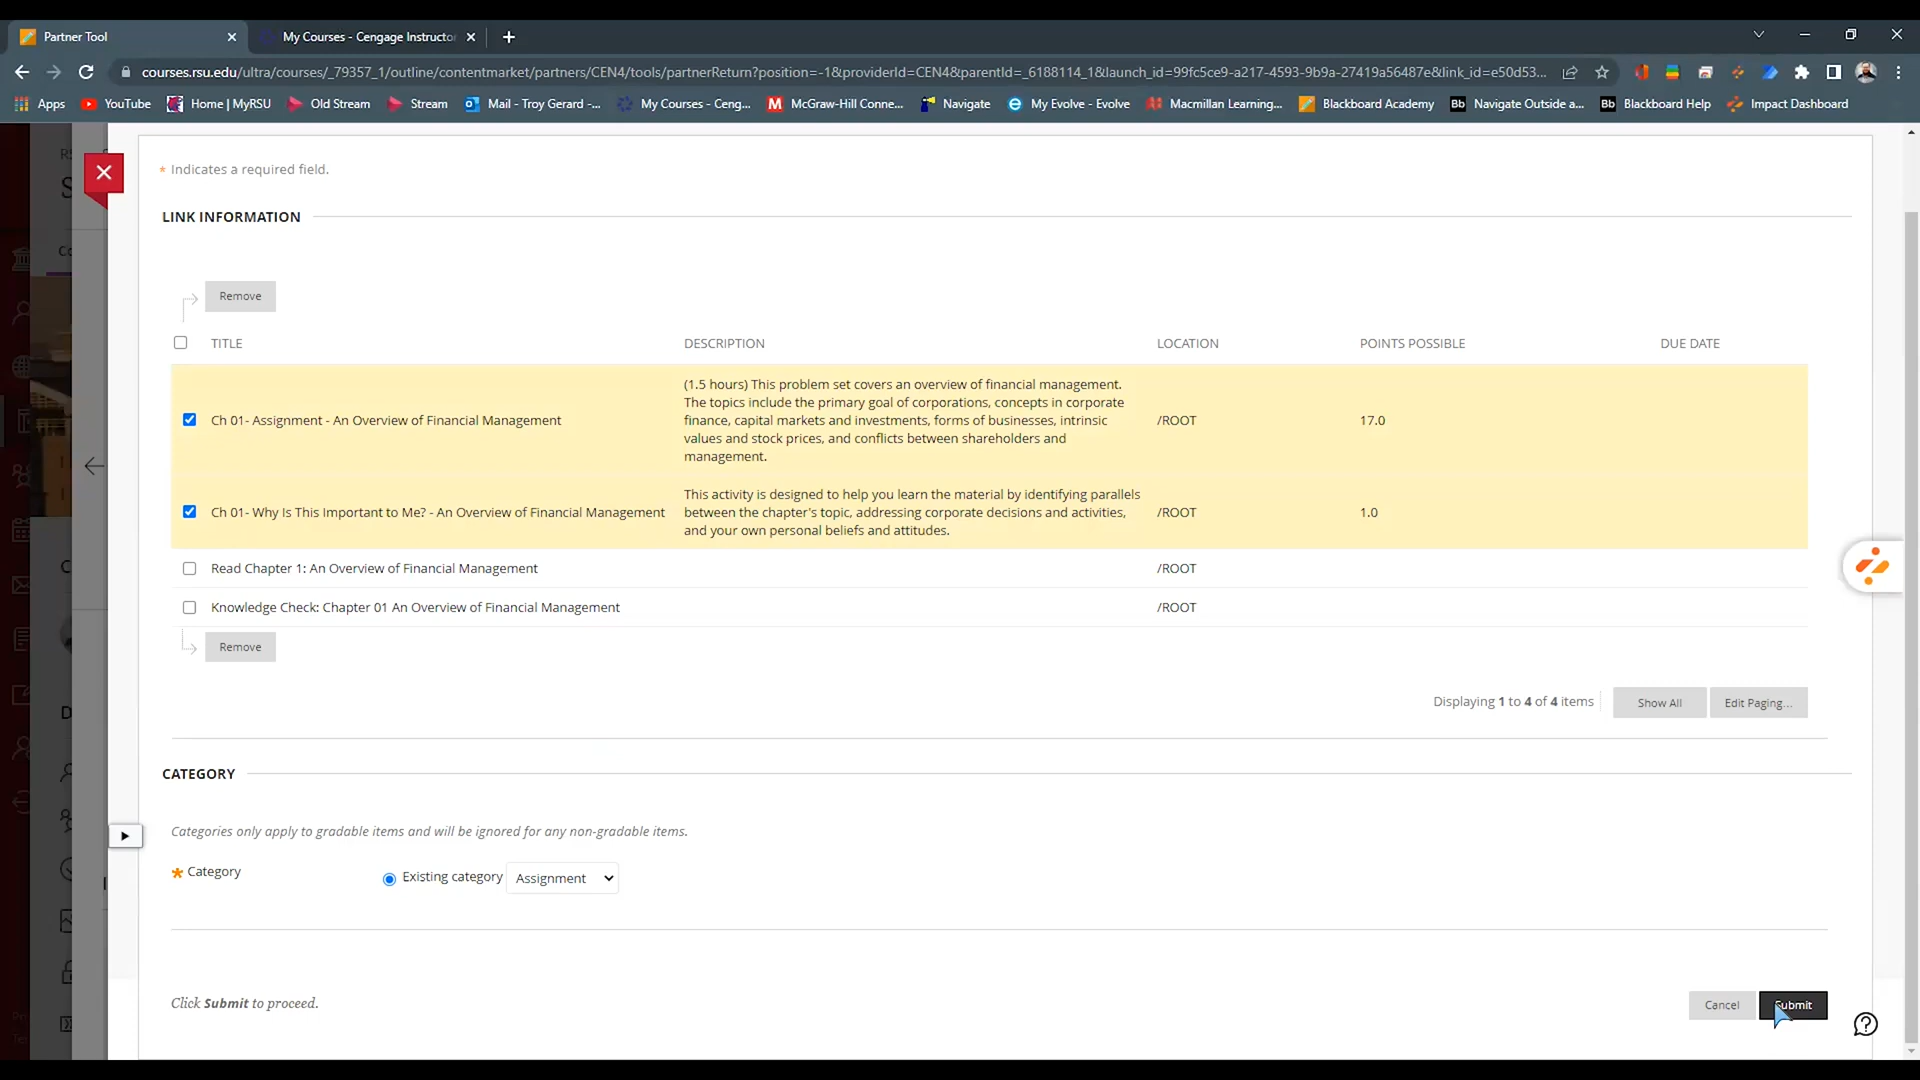 Partner Tool
My Courses - Cengage Instructor
courses.rsu.edu/ultra/courses/_79357_1/outline/contentmarket/partners/CEN4/tools/partnerReturn?position=-1&providerId=CEN4&parentId=_6188114_1&launch_id=99fc5ce9-a217-4593-9b9a-27419a56487e&link_id=e50d53...
Apps YouTube Home | MyRSU Old Stream Stream Mail - Troy Gerard -... My Courses - Ceng... McGraw-Hill Conne... Navigate My Evolve - Evolve Macmillan Learning... Blackboard Academy Navigate Outside a... Blackboard Help Impact Dashboard
* Indicates a required field.
LINK INFORMATION
Remove
TITLE DESCRIPTION LOCATION POINTS POSSIBLE DUE DATE
Ch 01- Assignment - An Overview of Financial Management
(1.5 hours) This problem set covers an overview of financial management.
The topics include the primary goal of corporations, concepts in corporate
finance, capital markets and investments, forms of businesses, intrinsic
values and stock prices, and conflicts between shareholders and
management.
/ROOT 17.0
Ch 01- Why Is This Important to Me? - An Overview of Financial Management
This activity is designed to help you learn the material by identifying parallels
between the chapter's topic, addressing corporate decisions and activities,
and your own personal beliefs and attitudes.
/ROOT 1.0
Read Chapter 1: An Overview of Financial Management /ROOT
Knowledge Check: Chapter 01 An Overview of Financial Management /ROOT
Remove
Displaying 1 to 4 of 4 items Show All Edit Paging...
CATEGORY
Categories only apply to gradable items and will be ignored for any non-gradable items.
* Category Existing category Assignment
Click Submit to proceed.
Cancel Submit